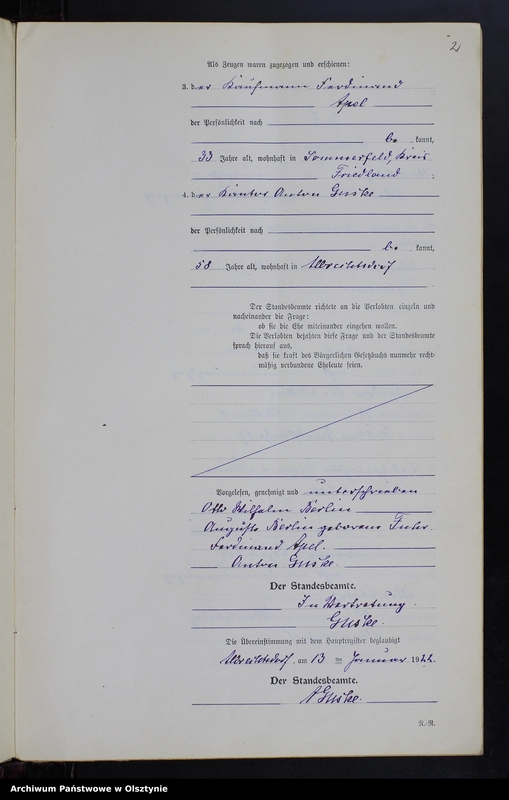 2
Als Zeugen waren zugezogen und erschienen:
3. der Kaufmann Ferdinand
Apel
der Persönlichkeit nach
be kannt,
33 Jahre alt, wohnhaft in Sommerfeld, Kreis
Friedland ;
4. der Kantor Anton Guske
der Persönlichkeit nach
be kannt,
58 Jahre alt, wohnhaft in Albrechtsdorf
Der Standesbeamte richtete an die Verlobten einzeln und
nacheinander die Frage:
ob sie die Ehe miteinander eingehen wollen.
Die Verlobten bejahten diese Frage und der Standesbeamte
sprach hierauf aus,
daß sie kraft des Bürgerlichen Gesetzbuchs nunmehr recht-
mäßig verbundene Eheleute seien.
Vorgelesen, genehmigt und unterschrieben
Otto Wilhelm Berlin
Auguste Berlin geborene
Ferdinand Apel.
Anton Guske.
Der Standesbeamte.
In Vertretung.
Guske.
Die Übereinstimmung mit dem Hauptregister beglaubigt
Albrechtsdorf, am 13 ten Januar 1922.
Der Standesbeamte.
A Guske.
N.-R.
Archiwum Państwowe w Olsztynie